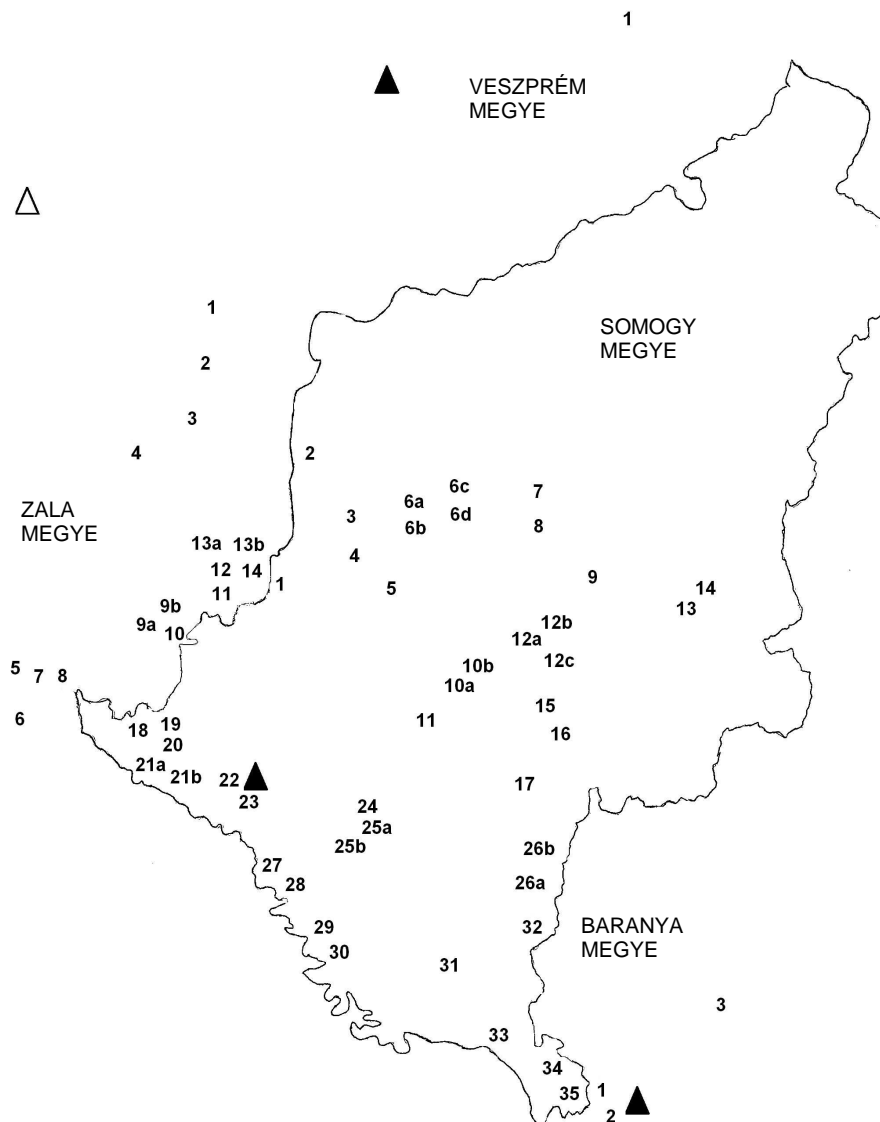 1
VESZPRÉM
MEGYE
1
SOMOGY
MEGYE
2
3
4
2
ZALA
MEGYE
6c
7
6a
3
6d
6b
8
13a
13b
4
12
14
1
9
11
5
14
9b
13
9a
10
12b
12a
12c
5
7
8
10b
10a
6
18
19
11
15
20
16
21a
21b
22
23
17
24
25a
25b
26b
27
28
26a
29
32
BARANYA
MEGYE
30
31
3
33
34
35
1
2